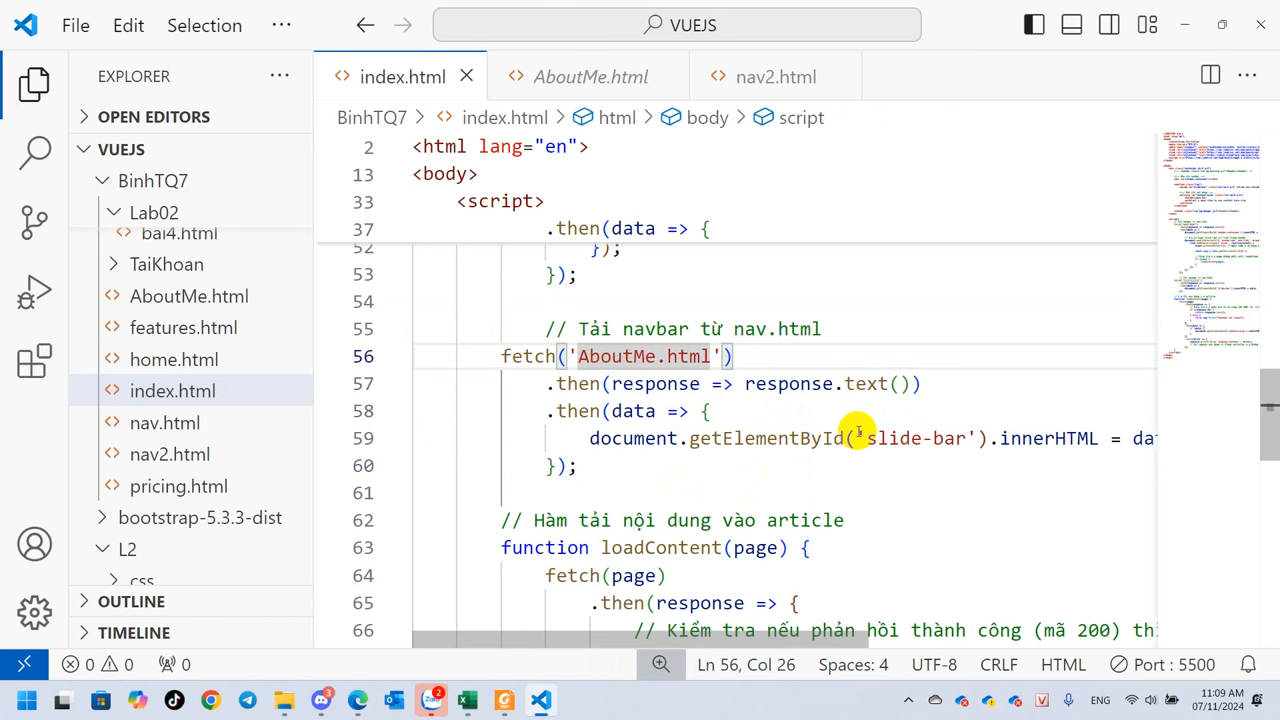 File Edit Selection ··· VUEJS
EXPLORER ···
index.html AboutMe.html nav2.html ···
OPEN EDITORS
BinhTQ7 > index.html > html > body > script
VUEJS
BinhTQ7
Lab02
bai4.html
TaiKhoan
AboutMe.html
features.html
home.html
index.html
nav.html
nav2.html
pricing.html
bootstrap-5.3.3-dist
L2
css
OUTLINE
TIMELINE
2 <html lang="en">
13 <body>
33 <script>
37 .then(data => {
52 });
53 });
54
55 // Tải navbar từ nav.html
56 fetch('AboutMe.html')
57 .then(response => response.text())
58 .then(data => {
59 document.getElementById('slide-bar').innerHTML = dat
60 });
61
62 // Hàm tải nội dung vào article
63 function loadContent(page) {
64 fetch(page)
65 .then(response => {
66 // Kiểm tra nếu phản hồi thành công (mã 200) thì
0 0 0 Ln 56, Col 26 Spaces: 4 UTF-8 CRLF HTML Port : 5500
3 Zalo 2 ENG 11:09 AM
07/11/2024